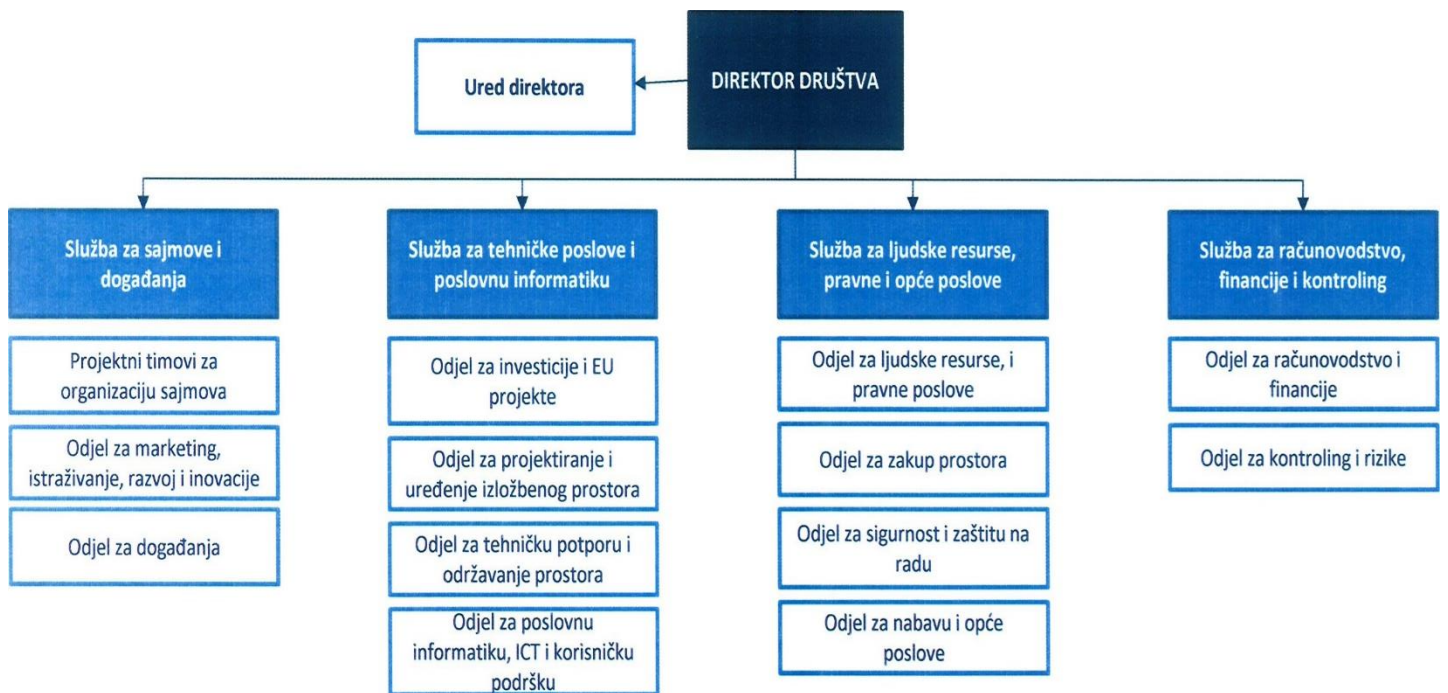 Ured direktora
DIREKTOR DRUŠTVA
Služba za sajmove i
događanja
Projektni timovi za
organizaciju sajmova
Odjel za marketing,
istraživanje, razvoj i inovacije
Odjel za događanja
Služba za tehničke poslove i
poslovnu informatiku
Odjel za investicije i EU
projekte
Odjel za projektiranje i
uređenje izložbenog prostora
Odjel za tehničku potporu i
održavanje prostora
Odjel za poslovnu
informatiku, ICT i korisničku
podršku
Služba za ljudske resurse,
pravne i opće poslove
Odjel za ljudske resurse, i
pravne poslove
Odjel za zakup prostora
Odjel za sigurnost i zaštitu na
radu
Odjel za nabavu i opće
poslove
Služba za računovodstvo,
financije i kontroling
Odjel za računovodstvo i
financije
Odjel za kontroling i rizike